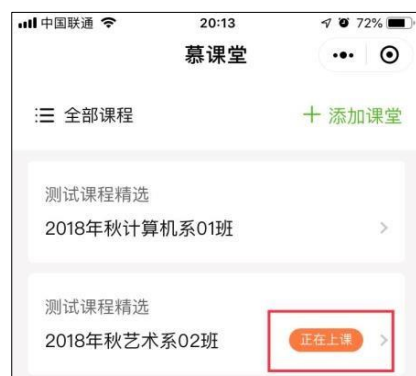 中国联通 20:13 72%
慕课堂
全部课程 + 添加课堂
测试课程精选
2018年秋计算机系01班
测试课程精选
2018年秋艺术系02班 正在上课